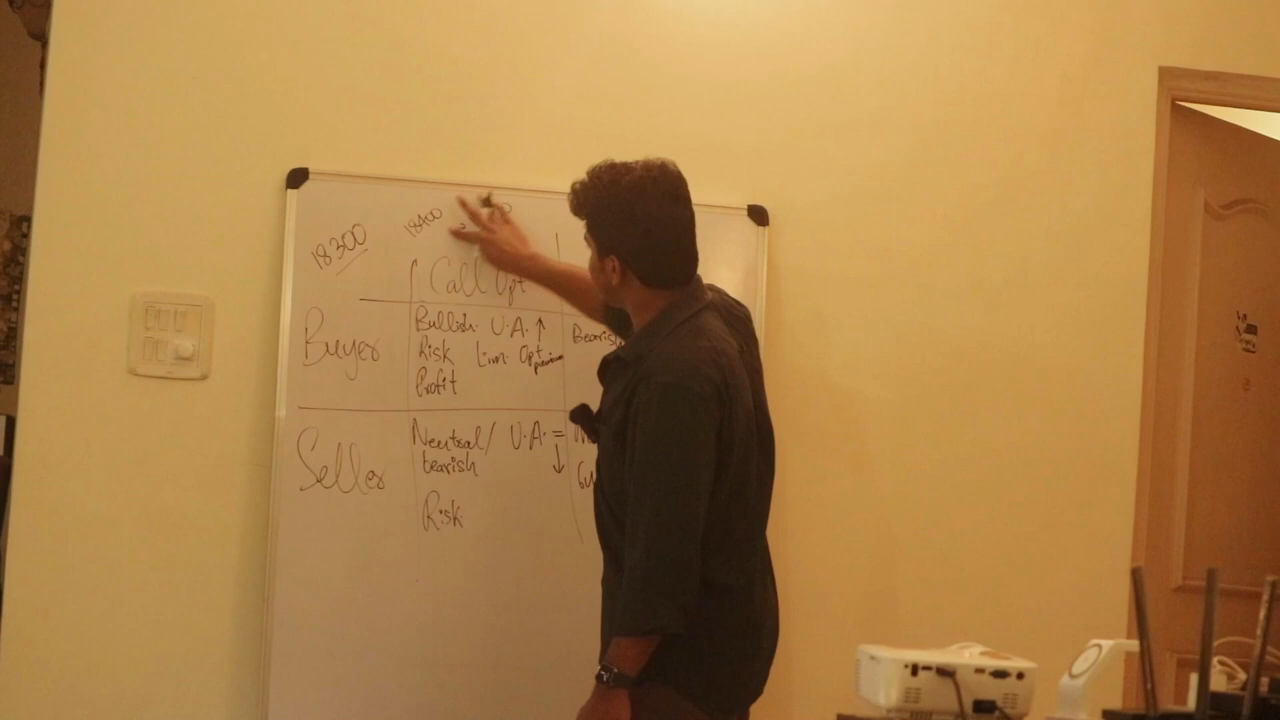 18300 18400
Call Opt
Buyer
Bullish U.A. ↑
Risk Lim. Opt premium
Profit
Bearish
Seller
Neutral/ U.A. = ↓
bearish
Risk